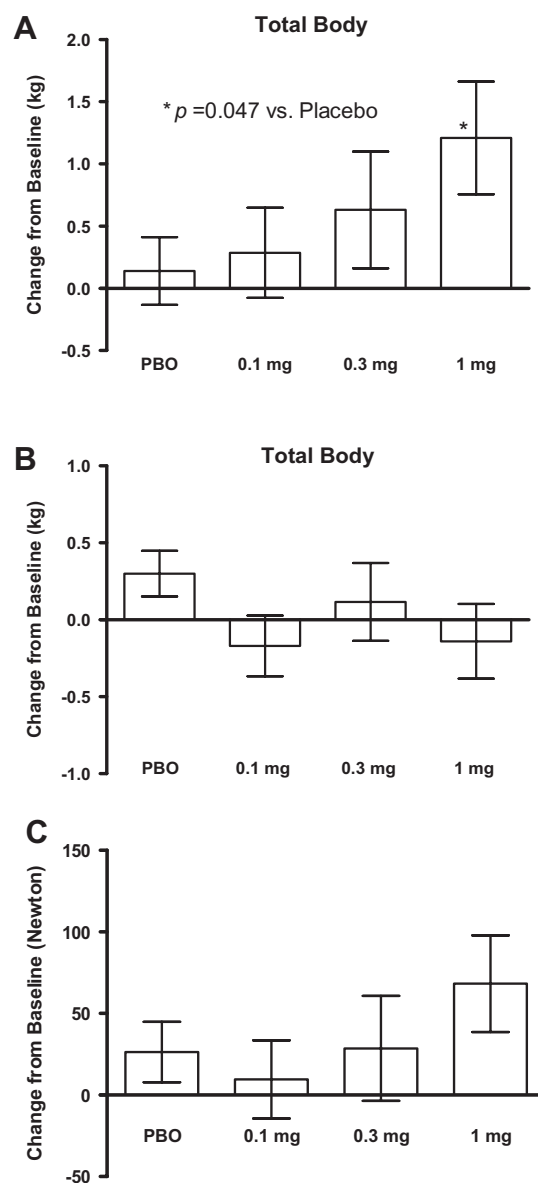 A
Total Body
Change from Baseline (kg)
2.0
1.5
1.0
0.5
0.0
-0.5
* p =0.047 vs. Placebo
*
PBO 0.1 mg 0.3 mg 1 mg
B
Total Body
Change from Baseline (kg)
1.0
0.5
0.0
-0.5
-1.0
PBO 0.1 mg 0.3 mg 1 mg
C
Change from Baseline (Newton)
150
100
50
0
-50
PBO 0.1 mg 0.3 mg 1 mg